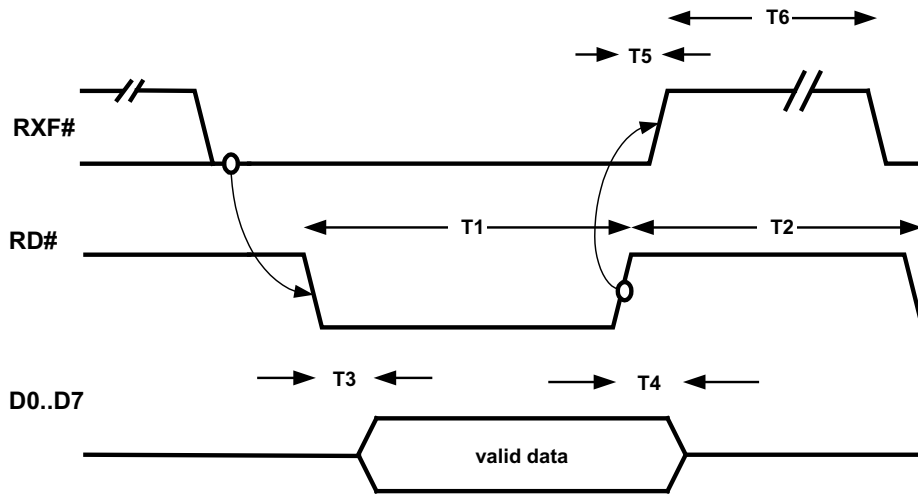 T6
T5
RXF#
T1
T2
RD#
T3
T4
D0..D7
valid data